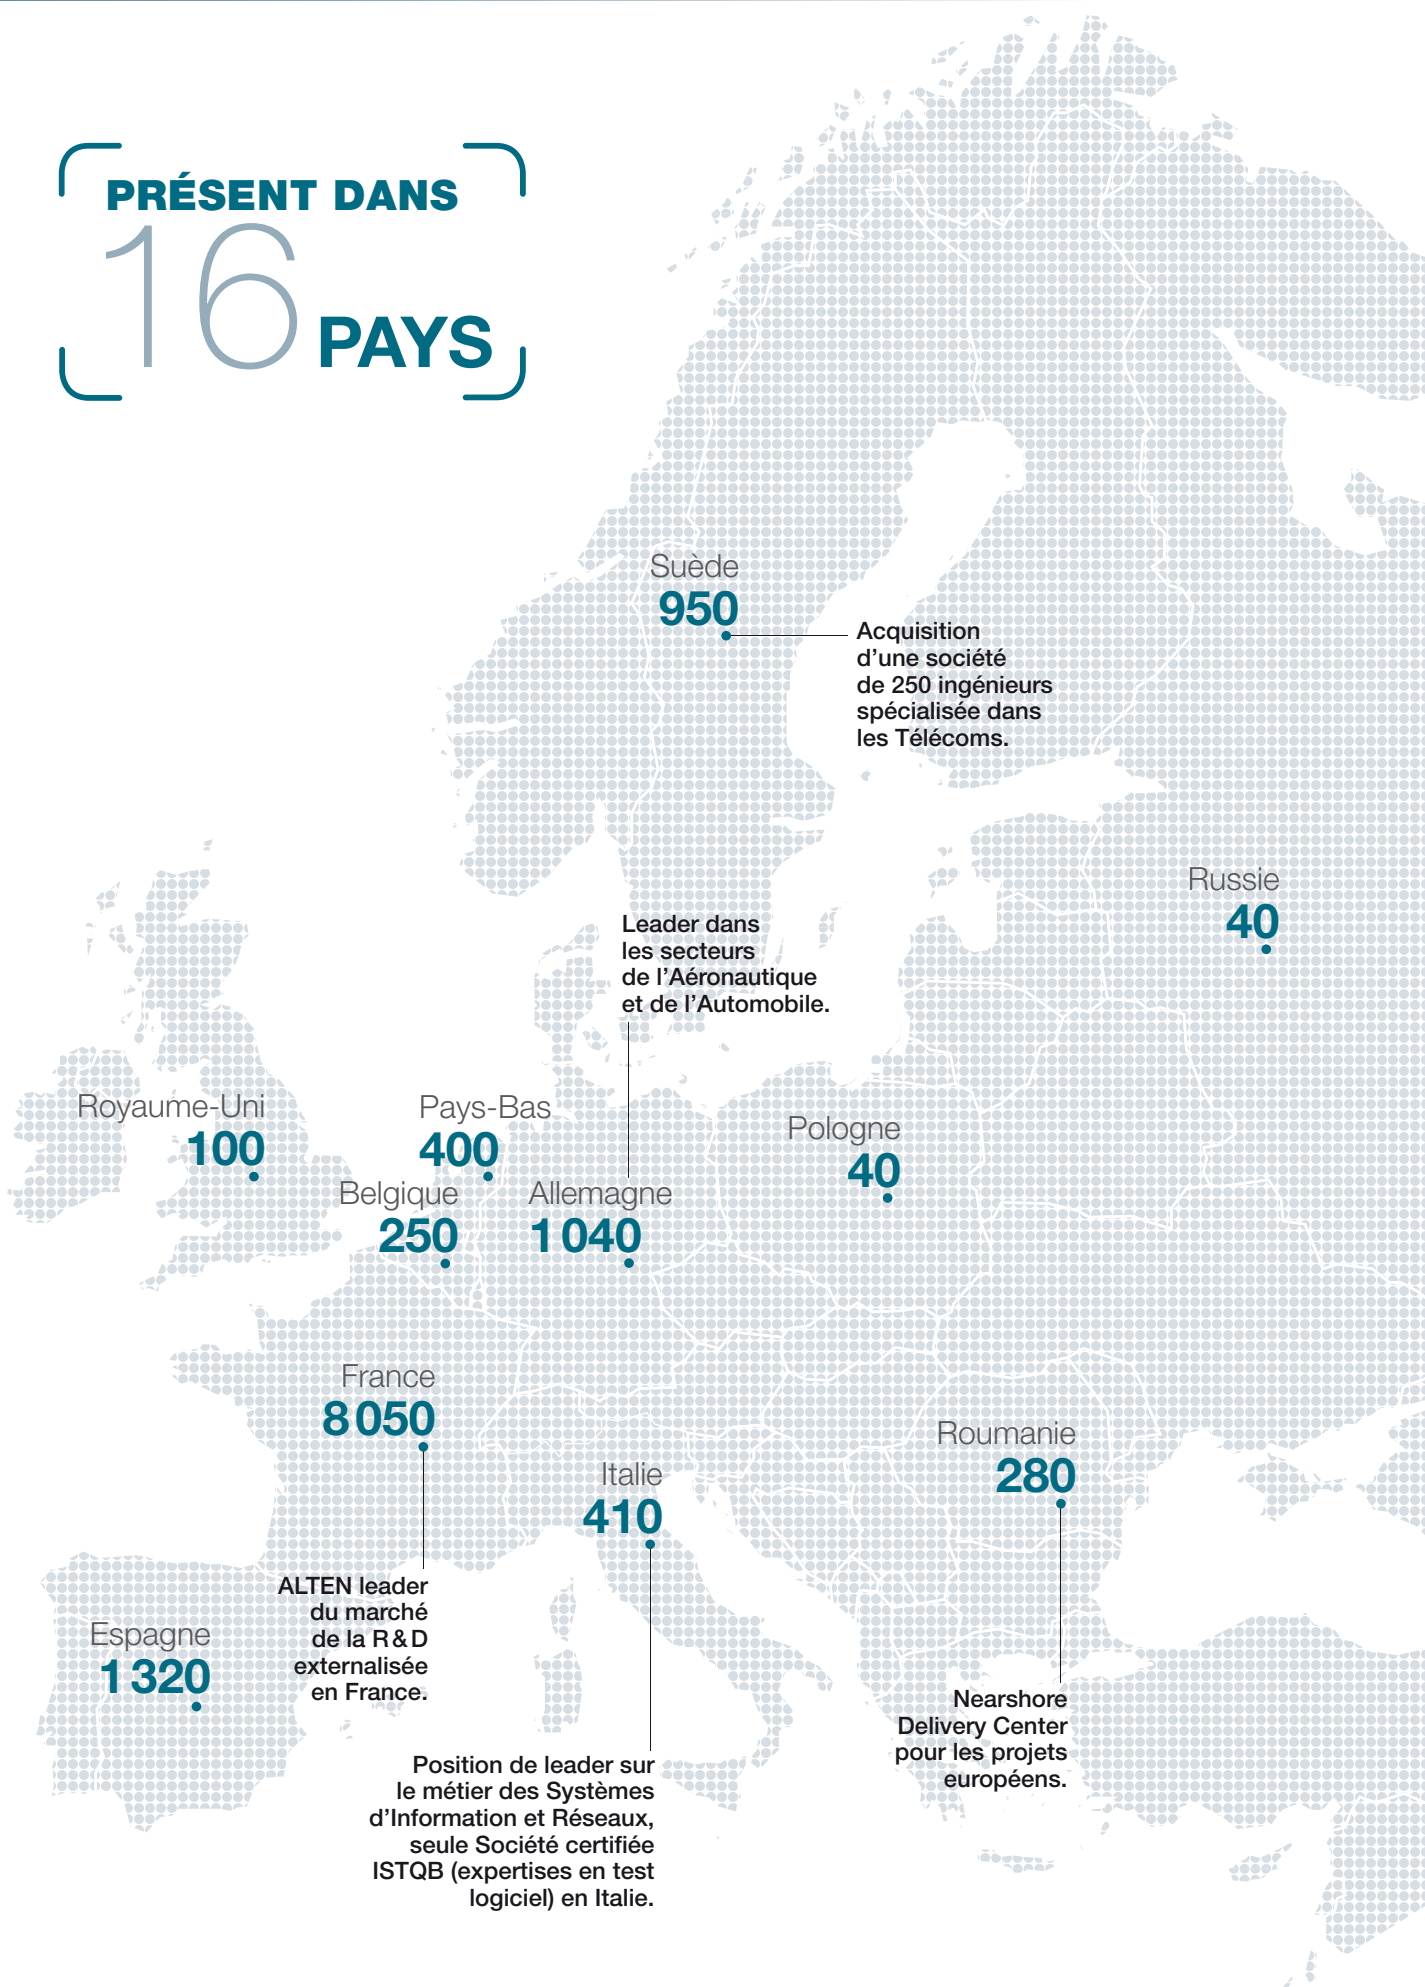 PRÉSENT DANS
16 PAYS
Suède
950
Acquisition
d’une société
de 250 ingénieurs
spécialisée dans
les Télécoms.
Russie
40
Leader dans
les secteurs
de l’Aéronautique
et de l’Automobile.
Royaume-Uni
100
Pays-Bas
400
Pologne
40
Belgique
250
Allemagne
1 040
France
8 050
Roumanie
280
Italie
410
ALTEN leader
du marché
de la R & D
externalisée
en France.
Espagne
1 320
Nearshore
Delivery Center
pour les projets
européens.
Position de leader sur
le métier des Systèmes
d’Information et Réseaux,
seule Société certifiée
ISTQB (expertises en test
logiciel) en Italie.